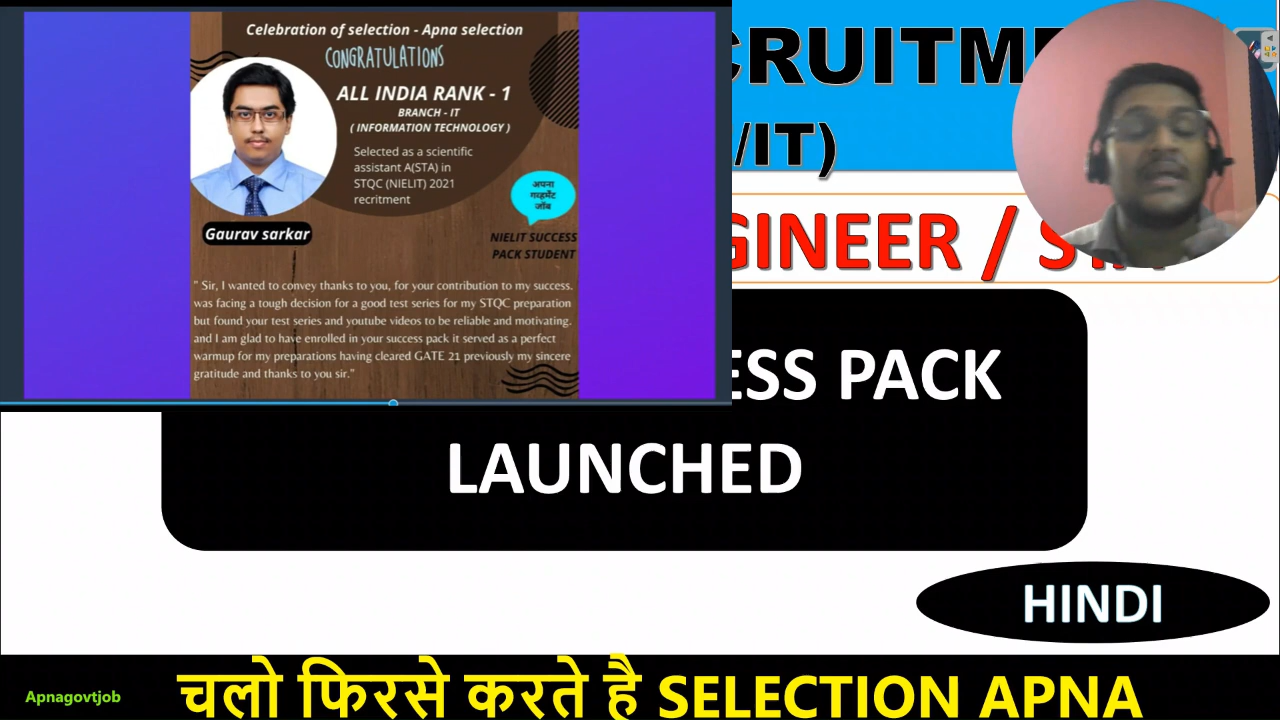 Celebration of selection - Apna selection
CONGRATULATIONS
ALL INDIA RANK - 1
BRANCH - IT
( INFORMATION TECHNOLOGY )
Selected as a scientific
assistant A(STA) in
STQC (NIELIT) 2021
recritment
अपना
गव्हर्मेंट
जॉब
Gaurav sarkar
NIELIT SUCCESS
PACK STUDENT
" Sir, I wanted to convey thanks to you, for your contribution to my success.
was facing a tough decision for a good test series for my STQC preparation
but found your test series and youtube videos to be reliable and motivating.
and I am glad to have enrolled in your success pack it served as a perfect
warmup for my preparations having cleared GATE 21 previously my sincere
gratitude and thanks to you sir."
CRUITM
/IT)
GINEER /
ESS PACK
LAUNCHED
HINDI
Apnagovtjob
चलो फिरसे करते है SELECTION APNA